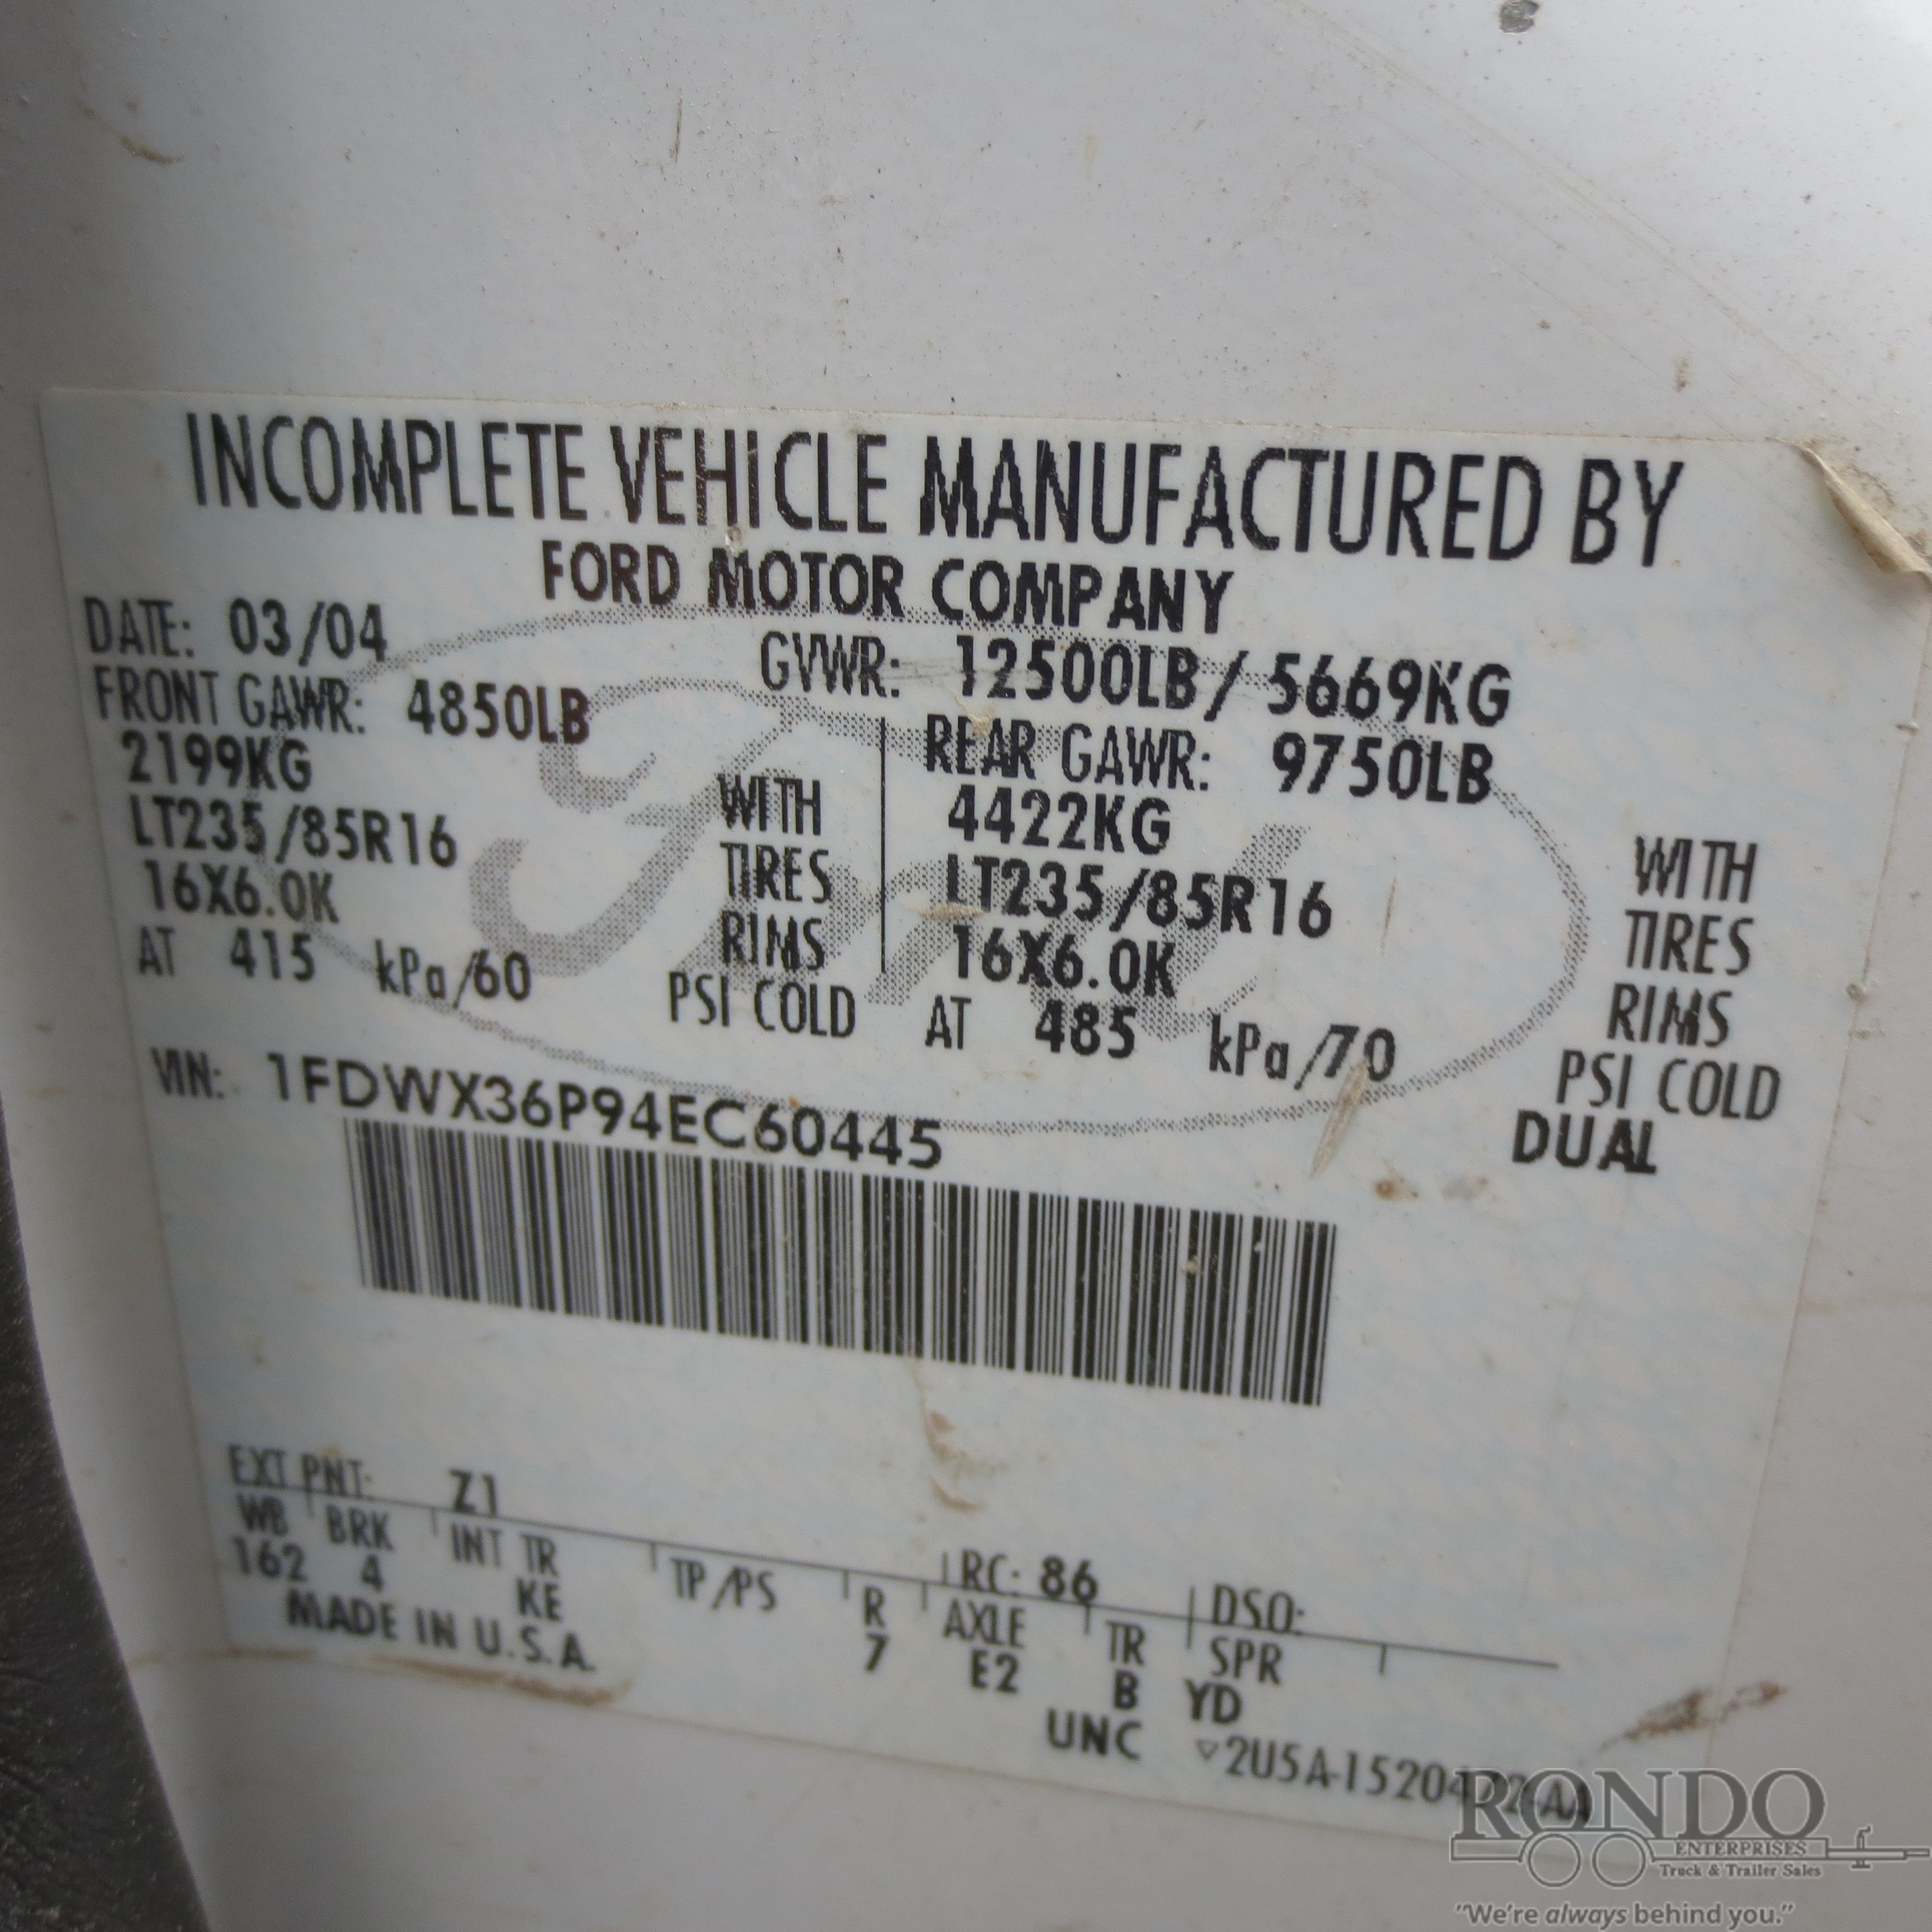 INCOMPLETE VEHICLE MANUFACTURED BY
FORD MOTOR COMPANY
DATE: 03/04 GVWR: 12500LB / 5669KG
FRONT GAWR: 4850LB REAR GAWR: 9750LB
2199KG WITH 4422KG WITH
LT235/85R16 TIRES LT235/85R16 TIRES
16X6.0K RIMS 16X6.0K RIMS
AT 415 kPa/60 PSI COLD AT 485 kPa/70 PSI COLD
DUAL
VIN: 1FDWX36P94EC60445
EXT PNT: Z1 RC: 86 DSO:
WB BRK INT TR TP/PS R AXLE TR SPR
162 4 KE 7 E2 B YD
MADE IN U.S.A. UNC
RONDO
ENTERPRISES
Truck & Trailer Sales
"We're always behind you."